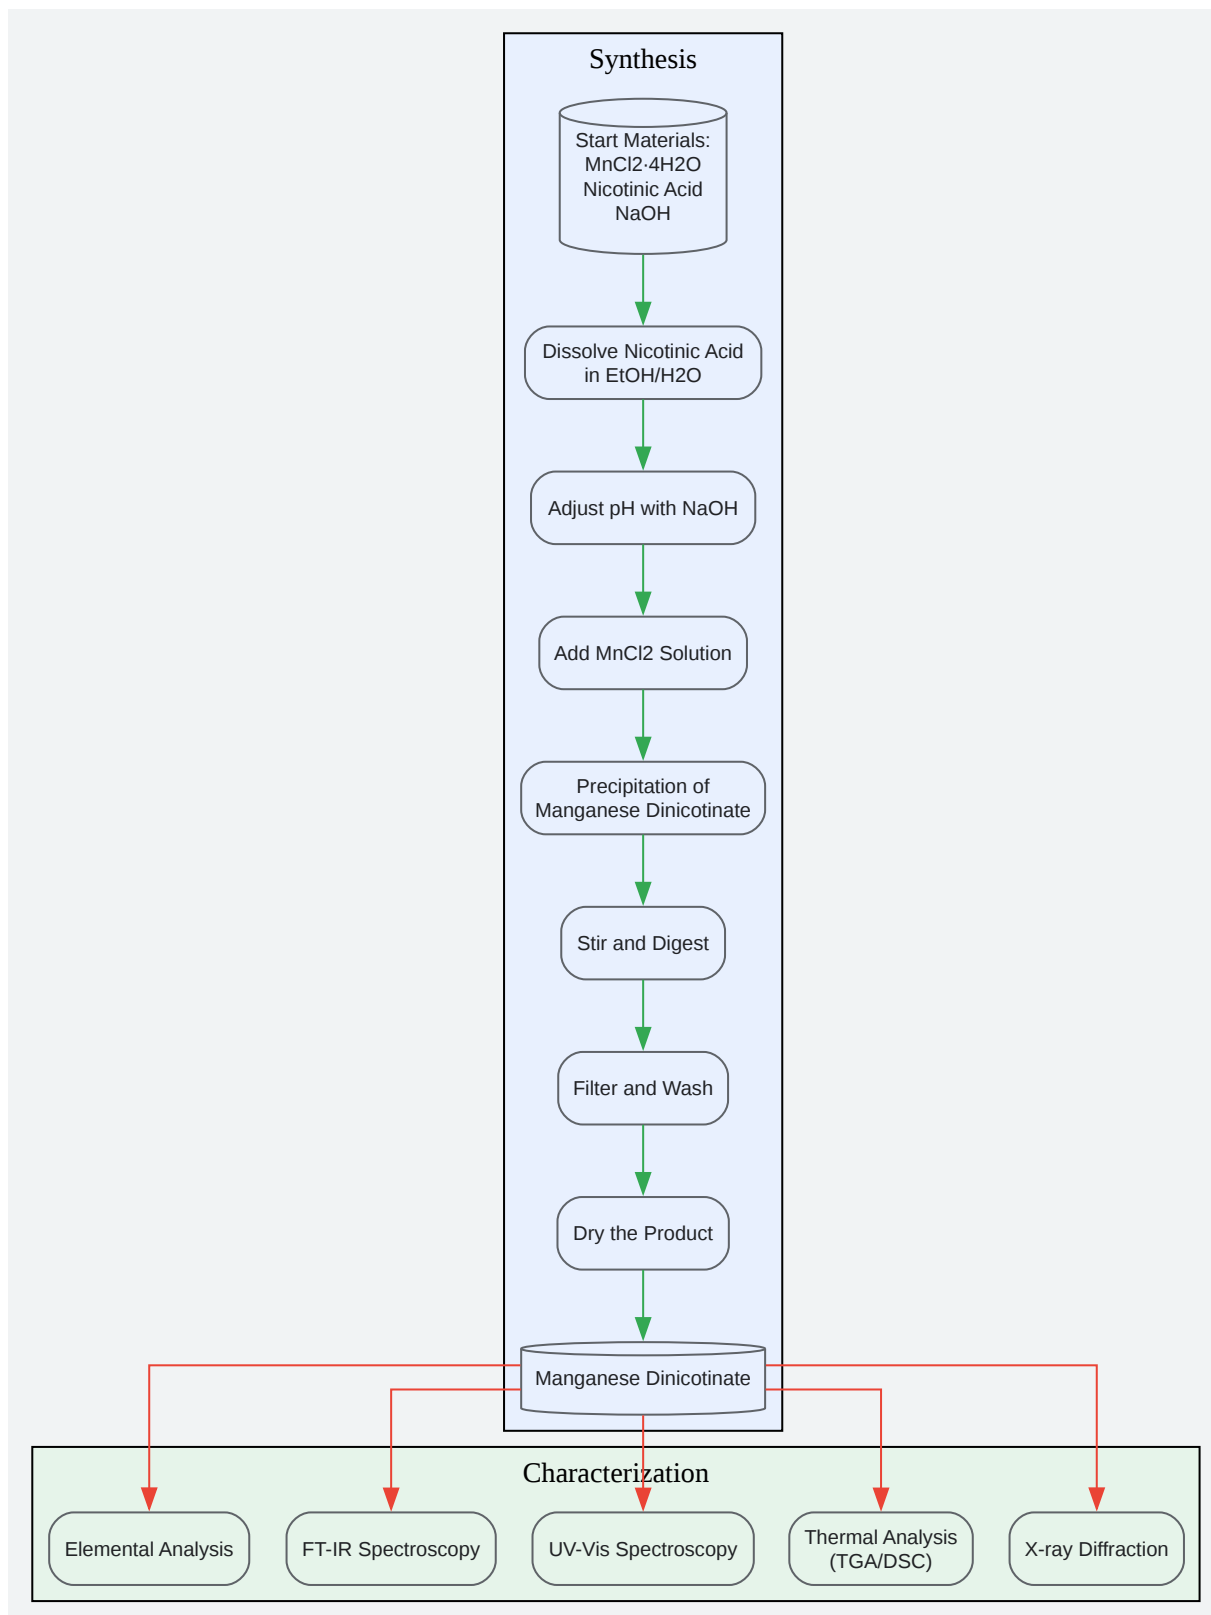 Synthesis
Start Materials:
MnCl2·4H2O
Nicotinic Acid
NaOH
Dissolve Nicotinic Acid
in EtOH/H2O
Adjust pH with NaOH
Add MnCl2 Solution
Precipitation of
Manganese Dinicotinate
Stir and Digest
Filter and Wash
Dry the Product
Manganese Dinicotinate
Characterization
Elemental Analysis
FT-IR Spectroscopy
UV-Vis Spectroscopy
Thermal Analysis
(TGA/DSC)
X-ray Diffraction